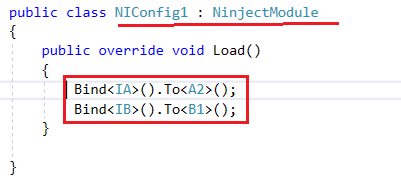 public class NIConfig1 : NinjectModule
{
public override void Load()
{
Bind<IA>().To<A2>();
Bind<IB>().To<B1>();
}
}